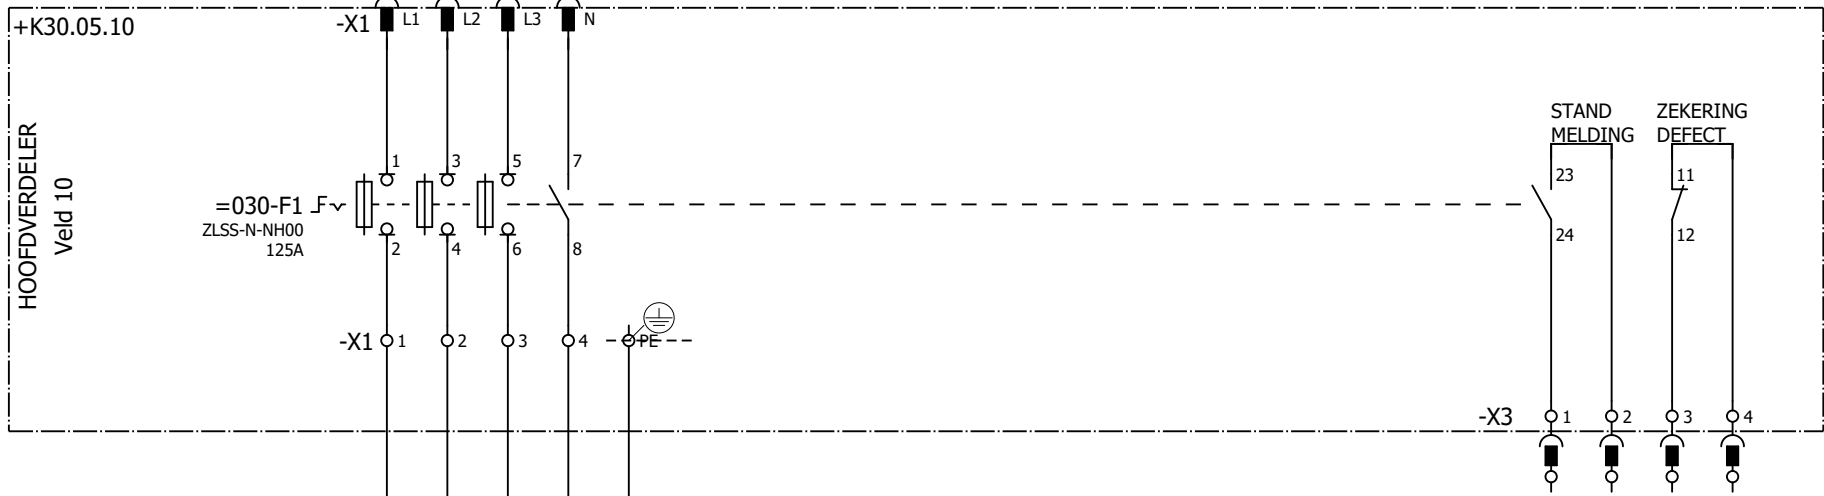 +K30.05.10
-X1 L1 L2 L3 N
HOOFDVERDELER
Veld 10
STAND
MELDING
ZEKERING
DEFECT
1 3 5 7
23 11
=030-F1
ZLSS-N-NH00
125A
2 4 6 8
24 12
-X1 1 2 3 4 PE
-X3 1 2 3 4